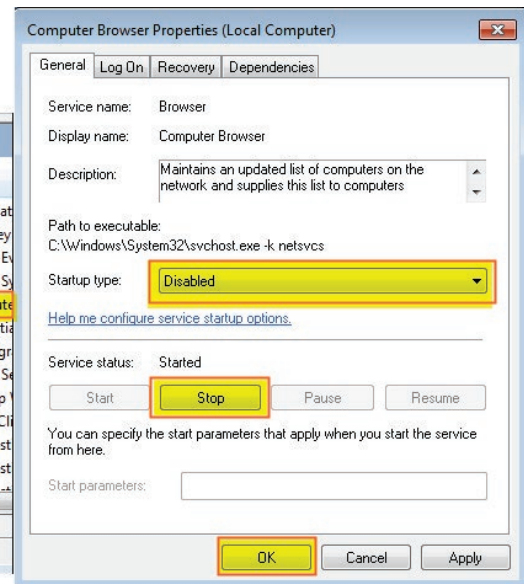 Computer Browser Properties (Local Computer)
General Log On Recovery Dependencies
Service name: Browser
Display name: Computer Browser
Description: Maintains an updated list of computers on the
network and supplies this list to computers
Path to executable:
C:\Windows\System32\svchost.exe -k netsvcs
Startup type: Disabled
Help me configure service startup options.
Service status: Started
Start Stop Pause Resume
You can specify the start parameters that apply when you start the service
from here.
Start parameters:
OK Cancel Apply